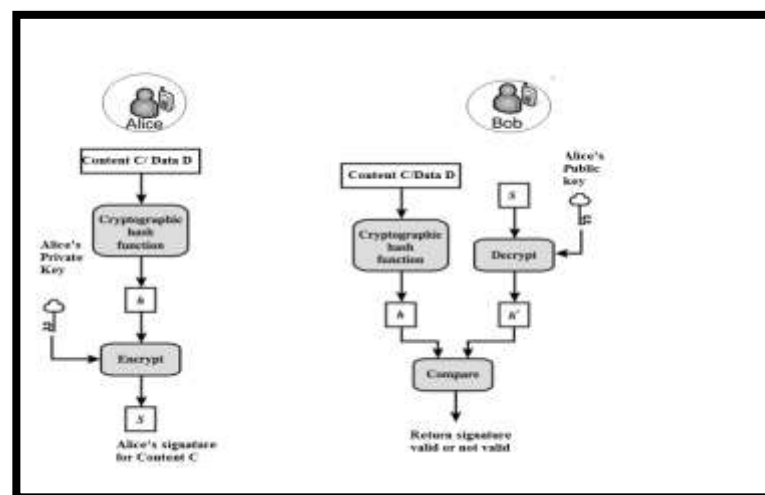 Alice
Content C/ Data D
Cryptographic
hash
function
Alice's
Private
Key
h
Encrypt
S
Alice's signature
for Content C
Bob
Alice's
Public
key
Content C/Data D
S
Cryptographic
hash
function
Decrypt
h
h'
Compare
Return signature
valid or not valid